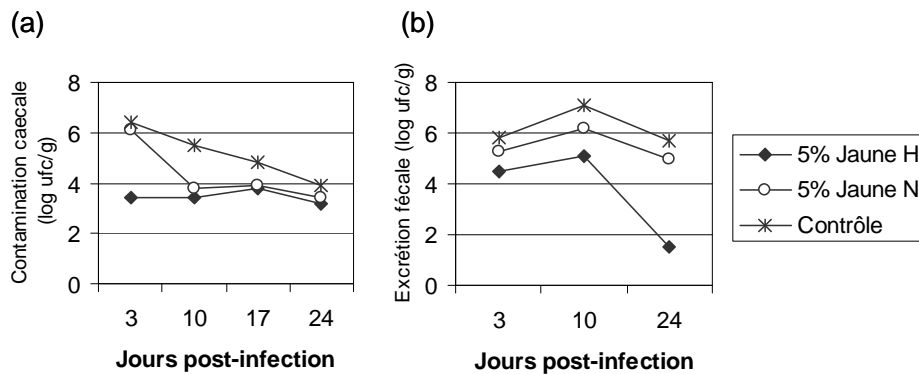 (a)
Contamination caecale
(log ufc/g)
8
6
4
2
0
3 10 17 24
Jours post-infection
(b)
Excrétion fécale (log ufc/g)
8
6
4
2
0
3 10 24
Jours post-infection
5% Jaune H
5% Jaune N
Contrôle